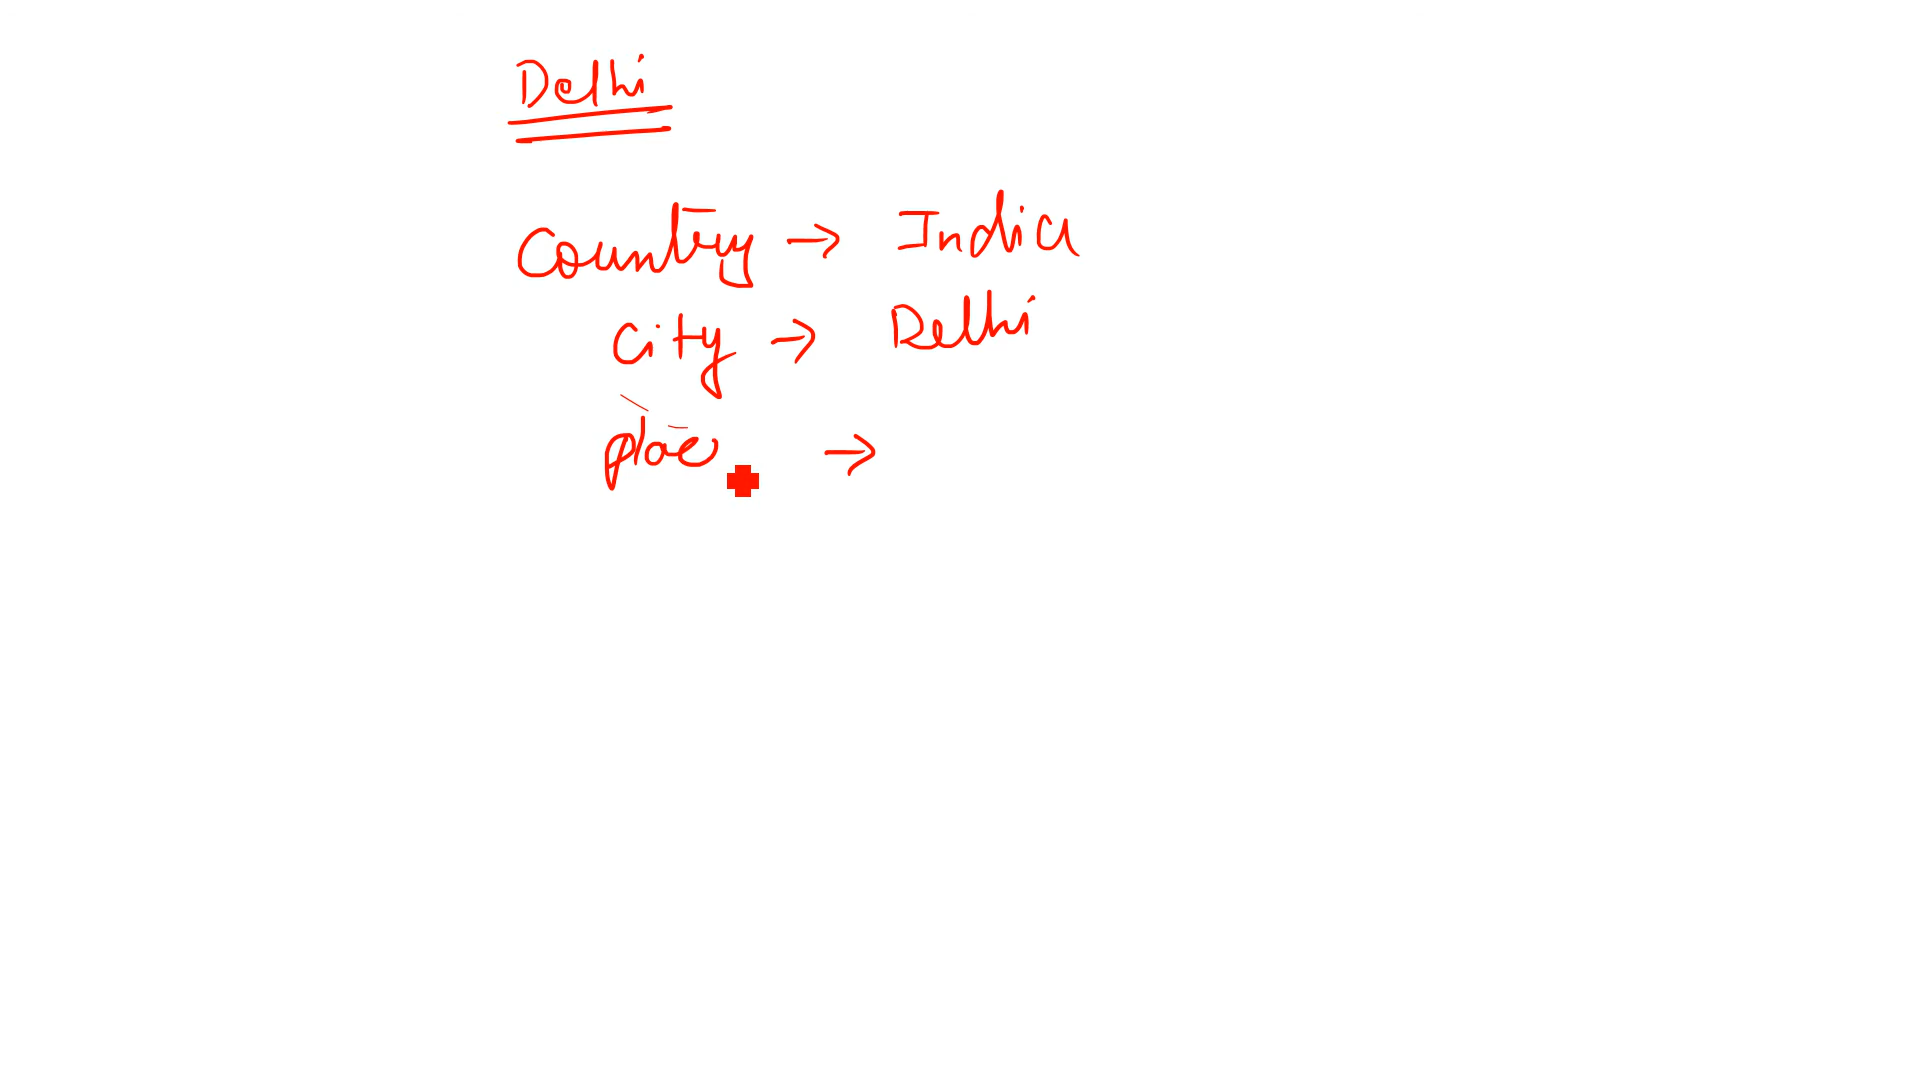 Delhi
Country → India
City → Delhi
place →